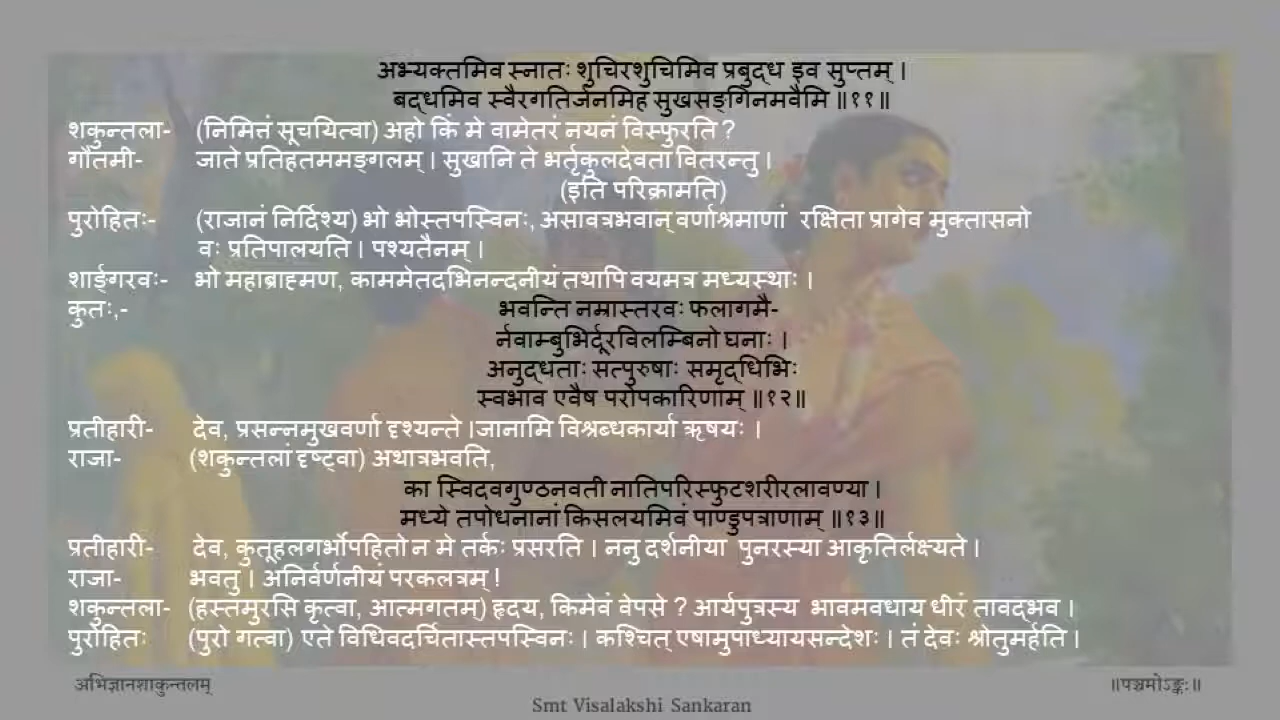 अभ्यक्तमिव स्नातः शुचिरशुचिमिव प्रबुद्ध इव सुप्तम् ।
बद्धमिव स्वैरगतिर्जनमिह सुखसङ्गिनमवैमि ॥११॥
शकुन्तला- (निमित्तं सूचयित्वा) अहो किं मे वामेतरं नयनं विस्फुरति ?
गौतमी- जाते प्रतिहतममङ्गलम् । सुखानि ते भर्तृकुलदेवता वितरन्तु ।
(इति परिक्रामति)
पुरोहितः- (राजानं निर्दिश्य) भो भोस्तपस्विनः, असावत्रभवान् वर्णाश्रमाणां रक्षिता प्रागेव मुक्तासनो
वः प्रतिपालयति । पश्यतैनम् ।
शार्ङ्गरवः- भो महाब्राह्मण, काममेतदभिनन्दनीयं तथापि वयमत्र मध्यस्थाः ।
कुतः,- भवन्ति नम्रास्तरवः फलागमै-
र्नवाम्बुभिर्दूरविलम्बिनो घनाः ।
अनुद्धताः सत्पुरुषाः समृद्धिभिः
स्वभाव एवैष परोपकारिणाम् ॥१२॥
प्रतीहारी- देव, प्रसन्नमुखवर्णा दृश्यन्ते ।जानामि विश्रब्धकार्या ऋषयः ।
राजा- (शकुन्तलां दृष्ट्वा) अथात्रभवति,
का स्विदवगुण्ठनवती नातिपरिस्फुटशरीरलावण्या ।
मध्ये तपोधनानां किसलयमिव पाण्डुपत्राणाम् ॥१३॥
प्रतीहारी- देव, कुतूहलगर्भोपहितो न मे तर्कः प्रसरति । ननु दर्शनीया पुनरस्या आकृतिर्लक्ष्यते ।
राजा- भवतु । अनिर्वर्णनीयं परकलत्रम् !
शकुन्तला- (हस्तमुरसि कृत्वा, आत्मगतम्) हृदय, किमेवं वेपसे ? आर्यपुत्रस्य भावमवधाय धीरं तावद्भव ।
पुरोहितः (पुरो गत्वा) एते विधिवदर्चितास्तपस्विनः । कश्चित् एषामुपाध्यायसन्देशः । तं देवः श्रोतुमर्हति ।
अभिज्ञानशाकुन्तलम् ॥पञ्चमोऽङ्कः॥
Smt Visalakshi Sankaran